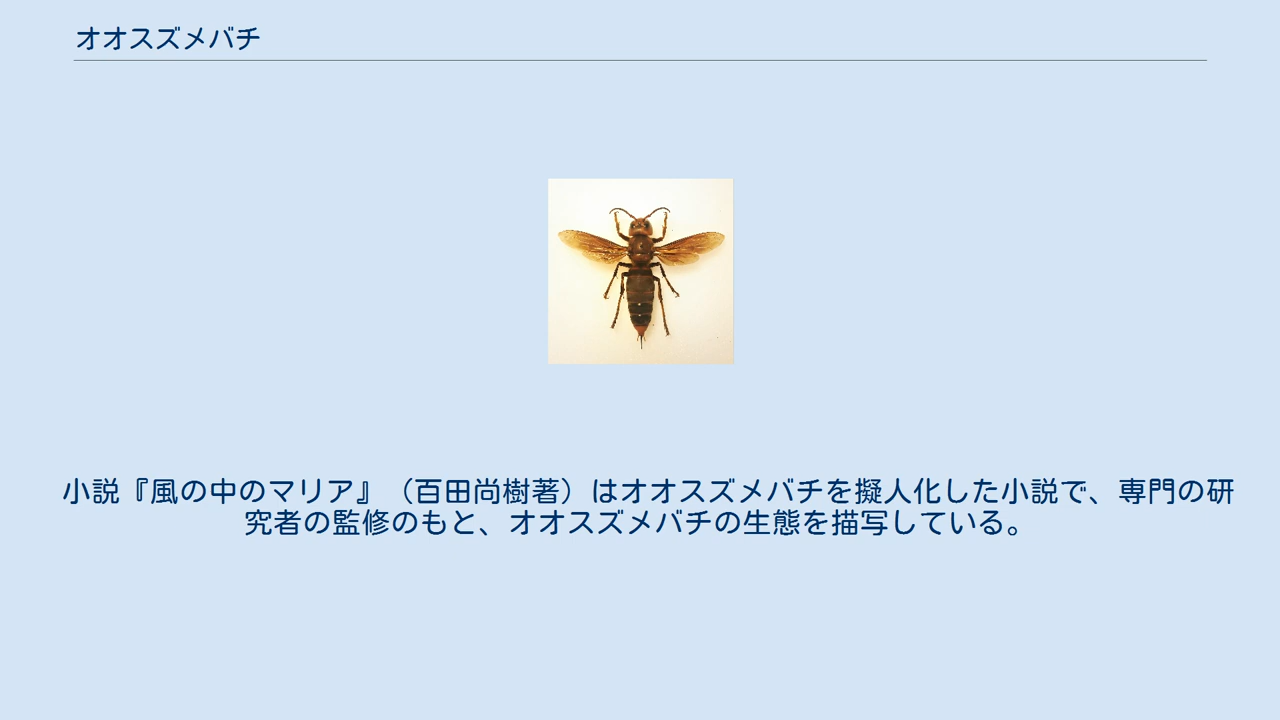 オオスズメバチ
小説『風の中のマリア』（百田尚樹著）はオオスズメバチを擬人化した小説で、専門の研
究者の監修のもと、オオスズメバチの生態を描写している。